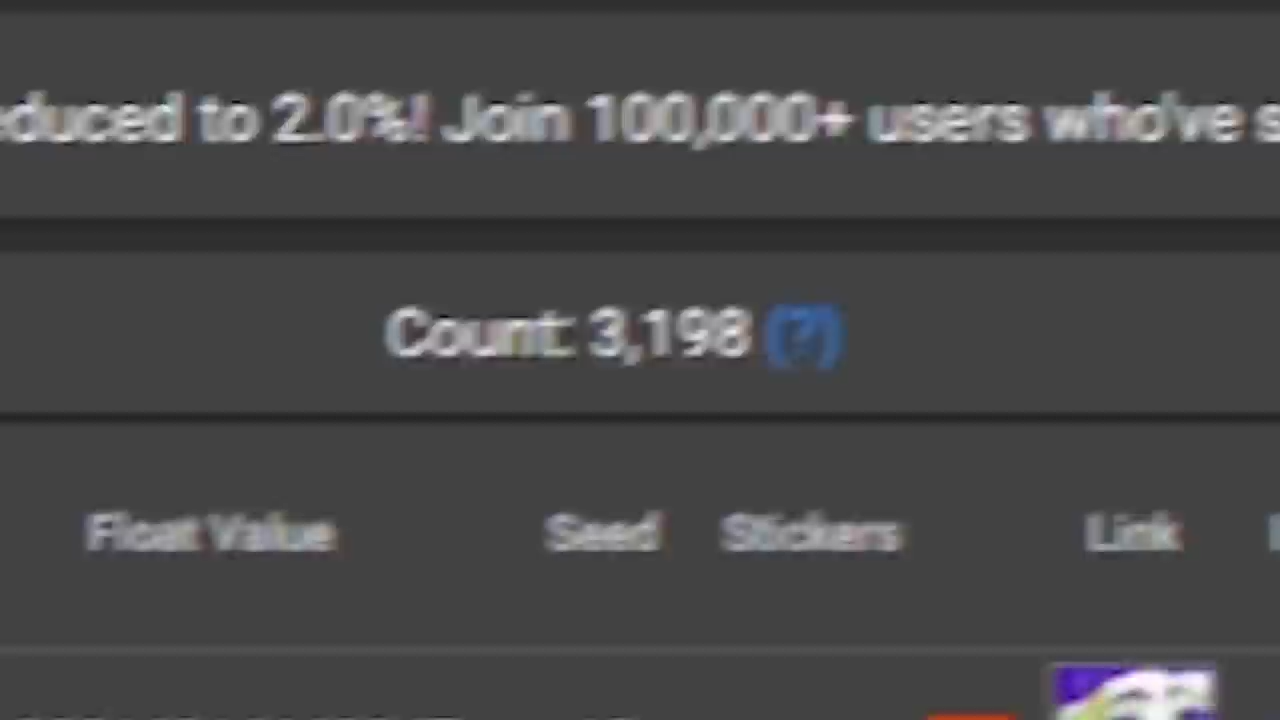 educed to 2.0%! Join 100,000+ users who've s
Count: 3,198 (?)
Float Value Seed Stickers Link